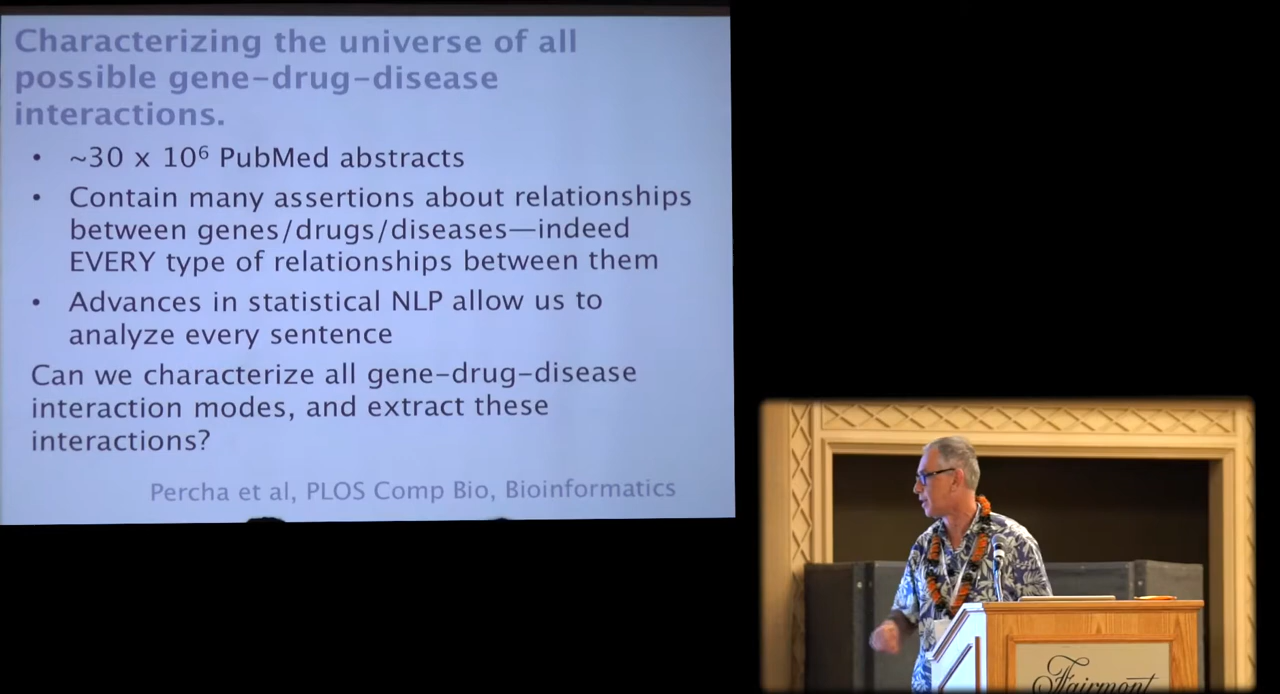 Characterizing the universe of all
possible gene-drug-disease
interactions.
• ~30 x 10⁶ PubMed abstracts
• Contain many assertions about relationships
between genes/drugs/diseases—indeed
EVERY type of relationships between them
• Advances in statistical NLP allow us to
analyze every sentence
Can we characterize all gene-drug-disease
interaction modes, and extract these
interactions?
Percha et al, PLOS Comp Bio, Bioinformatics
Fairmont